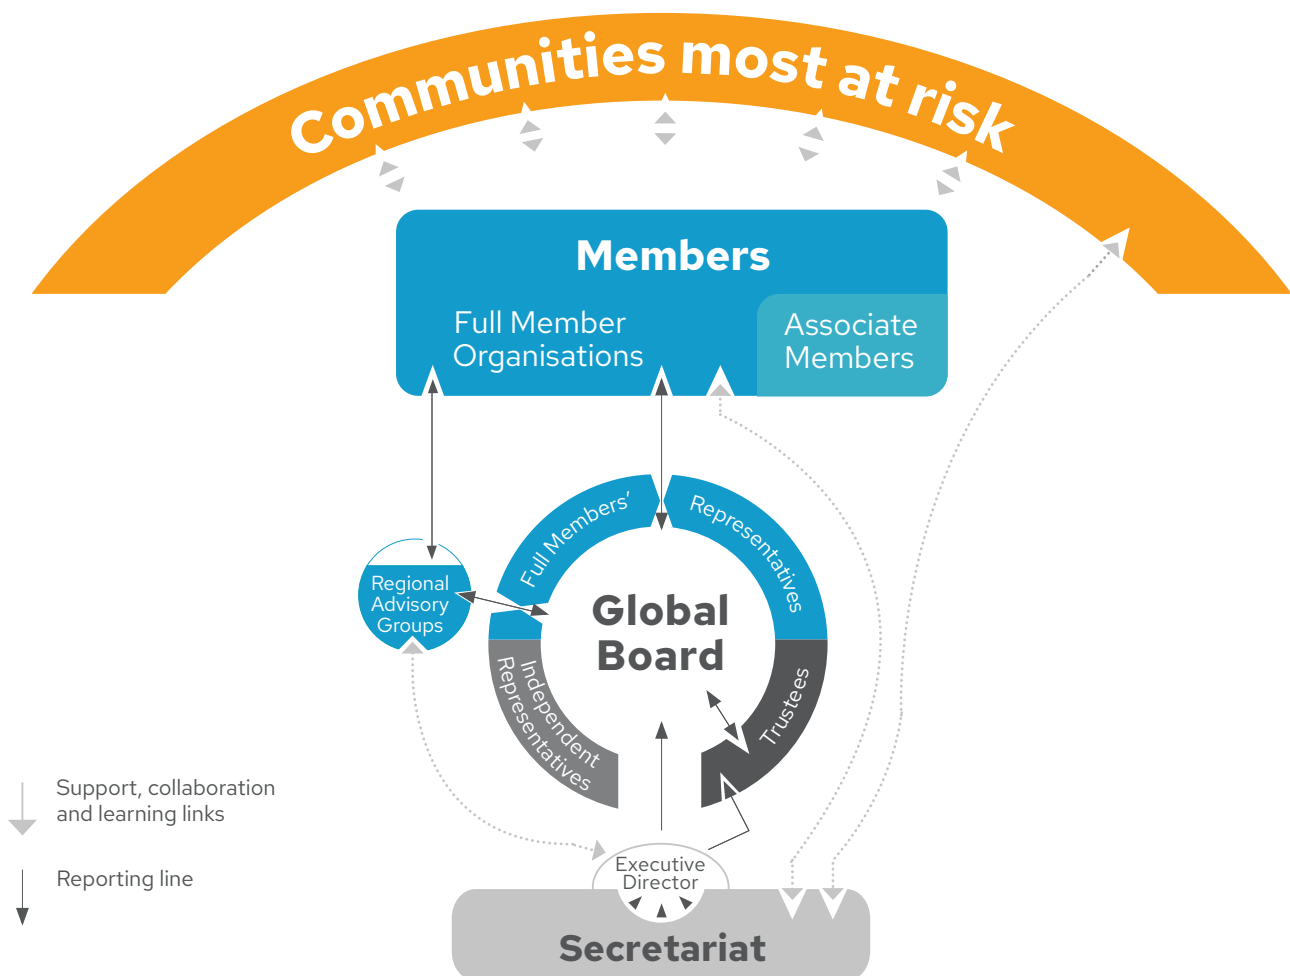 Communities most at risk
Members
Full Member
Organisations
Associate
Members
Full Members’
Representatives
Regional
Advisory
Groups
Global
Board
Independent
Representatives
Trustees
Support, collaboration
and learning links
Executive
Director
Reporting line
Secretariat